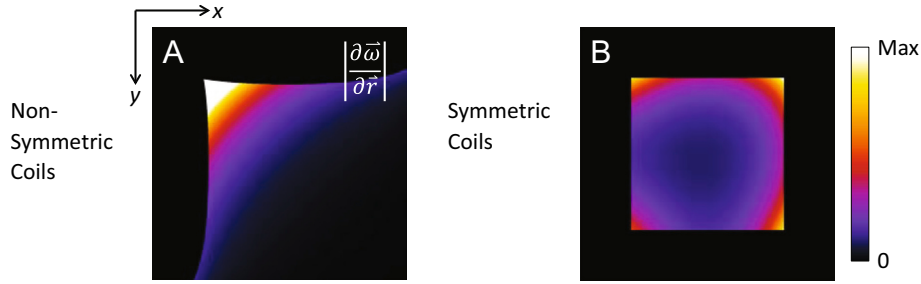 x
y
A
|∂ω⃗/∂r⃗|
B
Max
0
Non-
Symmetric
Coils
Symmetric
Coils